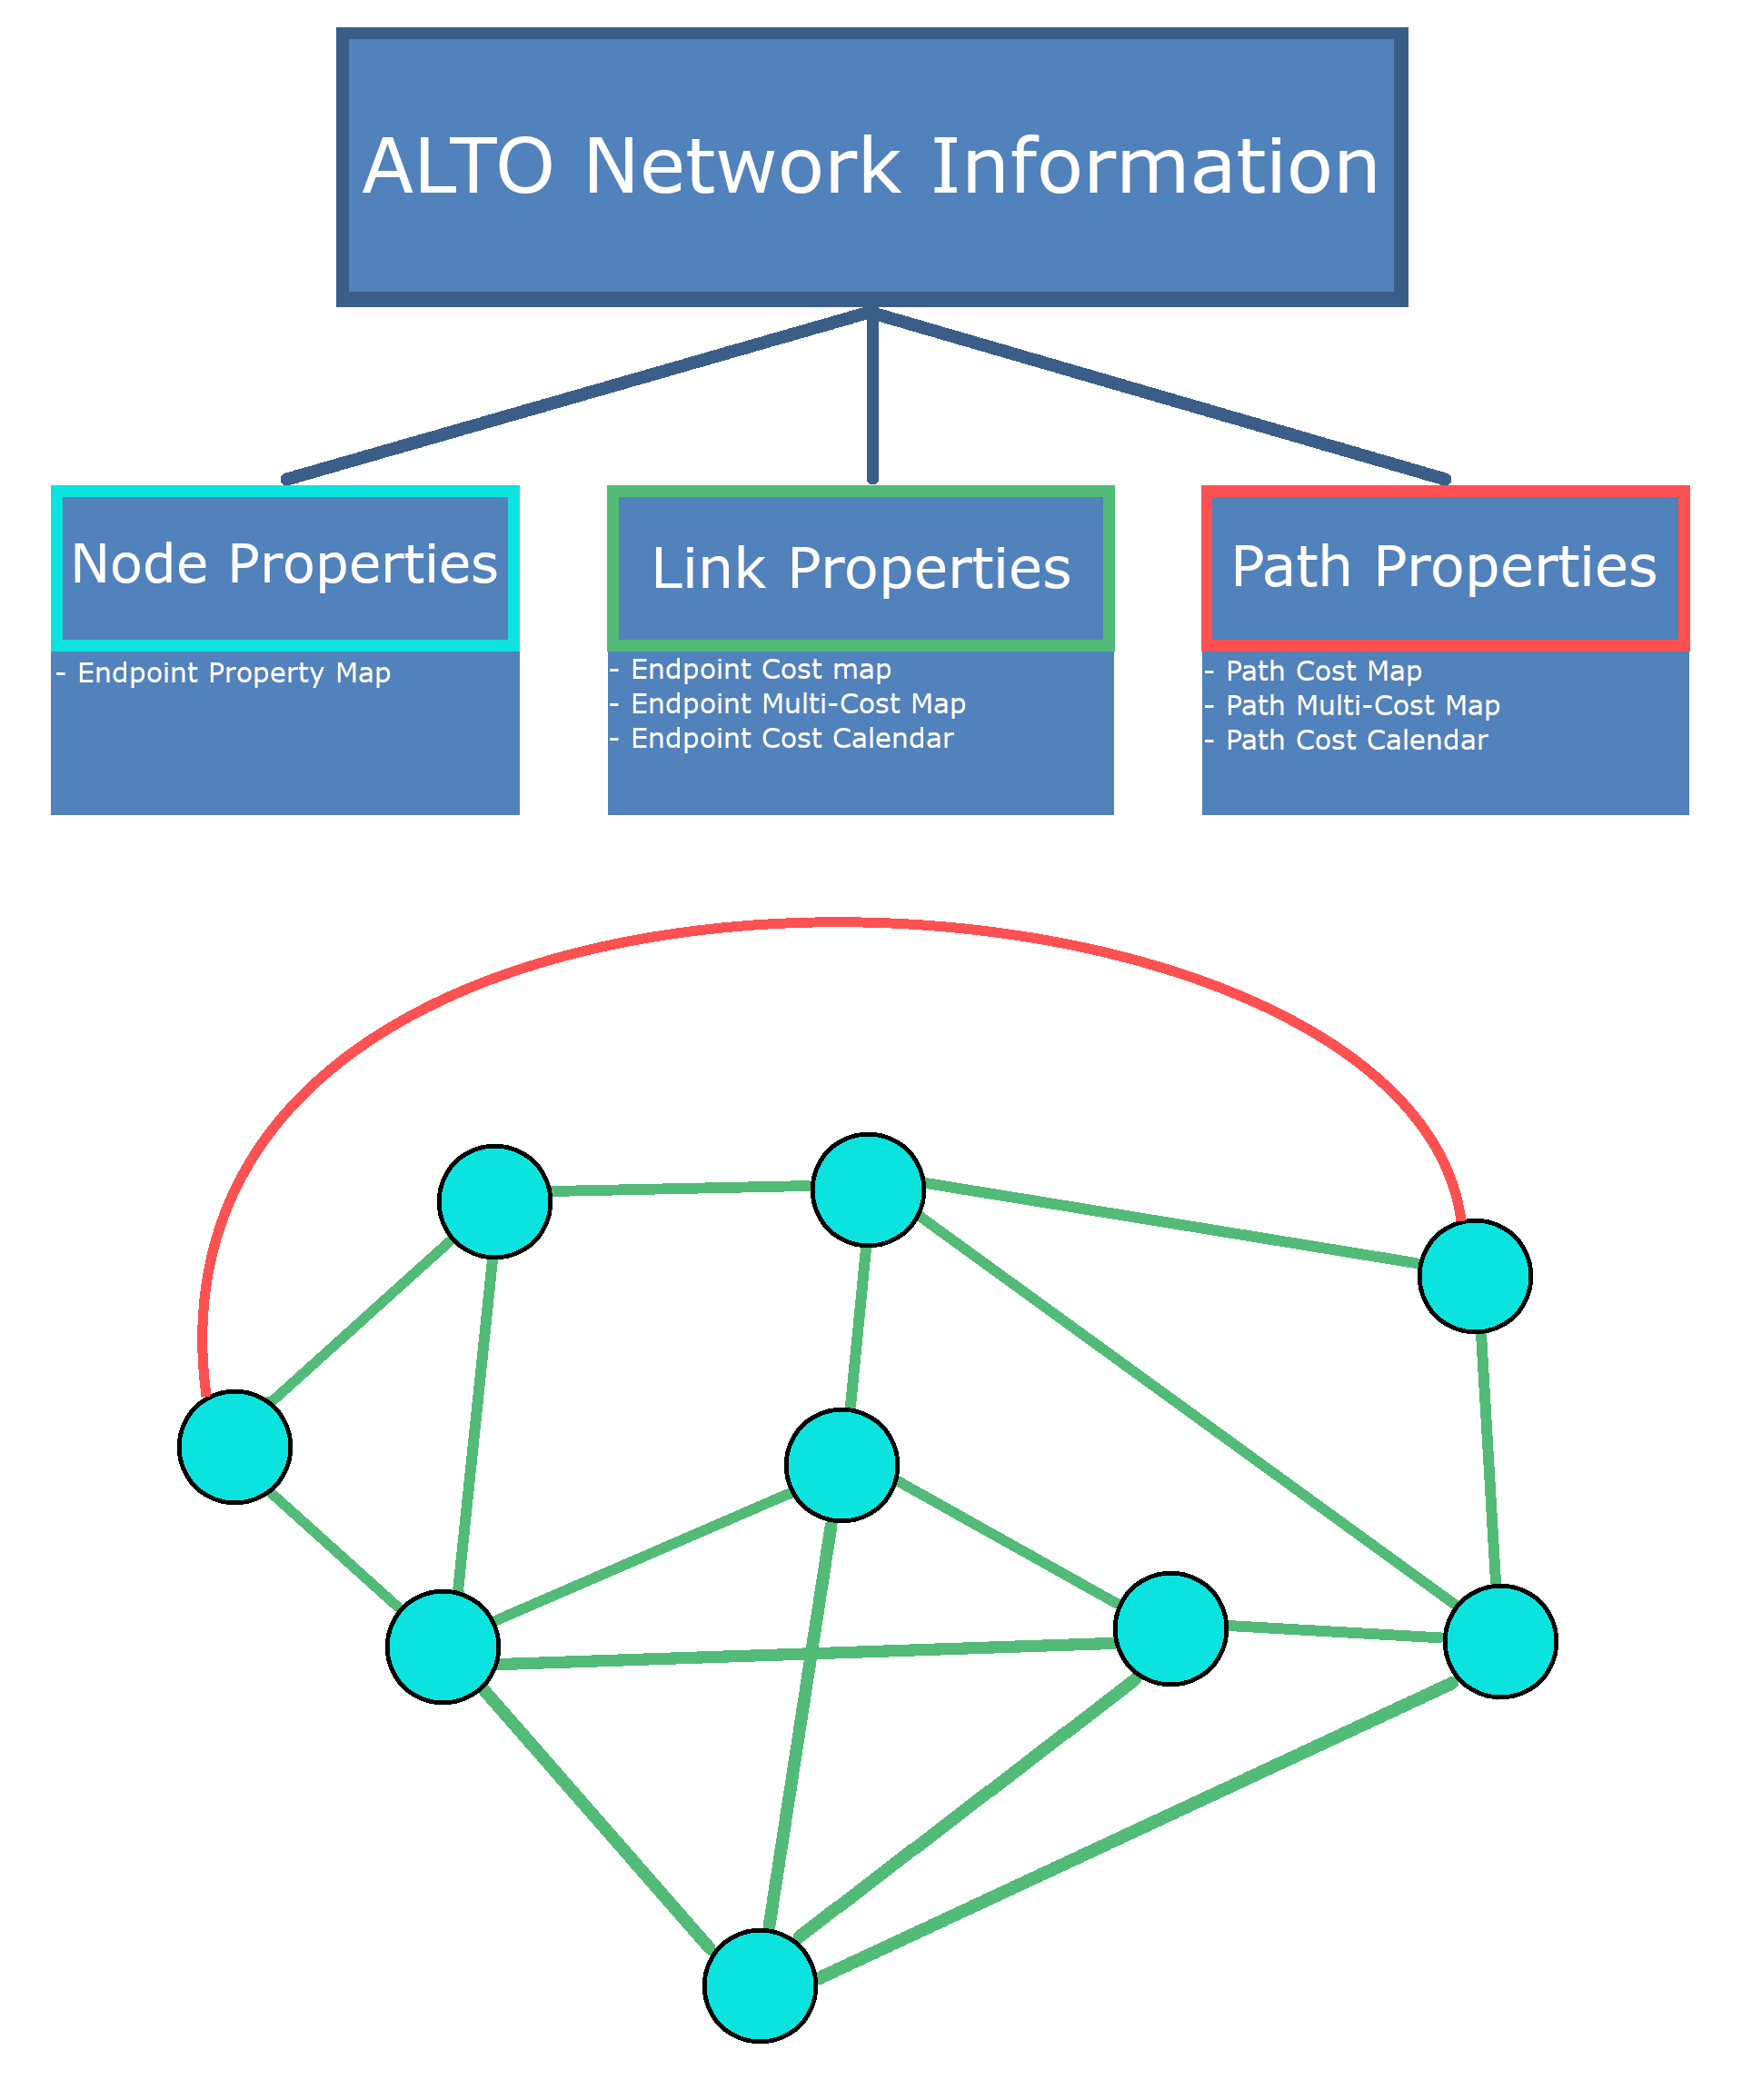 ALTO Network Information
Node Properties
- Endpoint Property Map
Link Properties
- Endpoint Cost map
- Endpoint Multi-Cost Map
- Endpoint Cost Calendar
Path Properties
- Path Cost Map
- Path Multi-Cost Map
- Path Cost Calendar